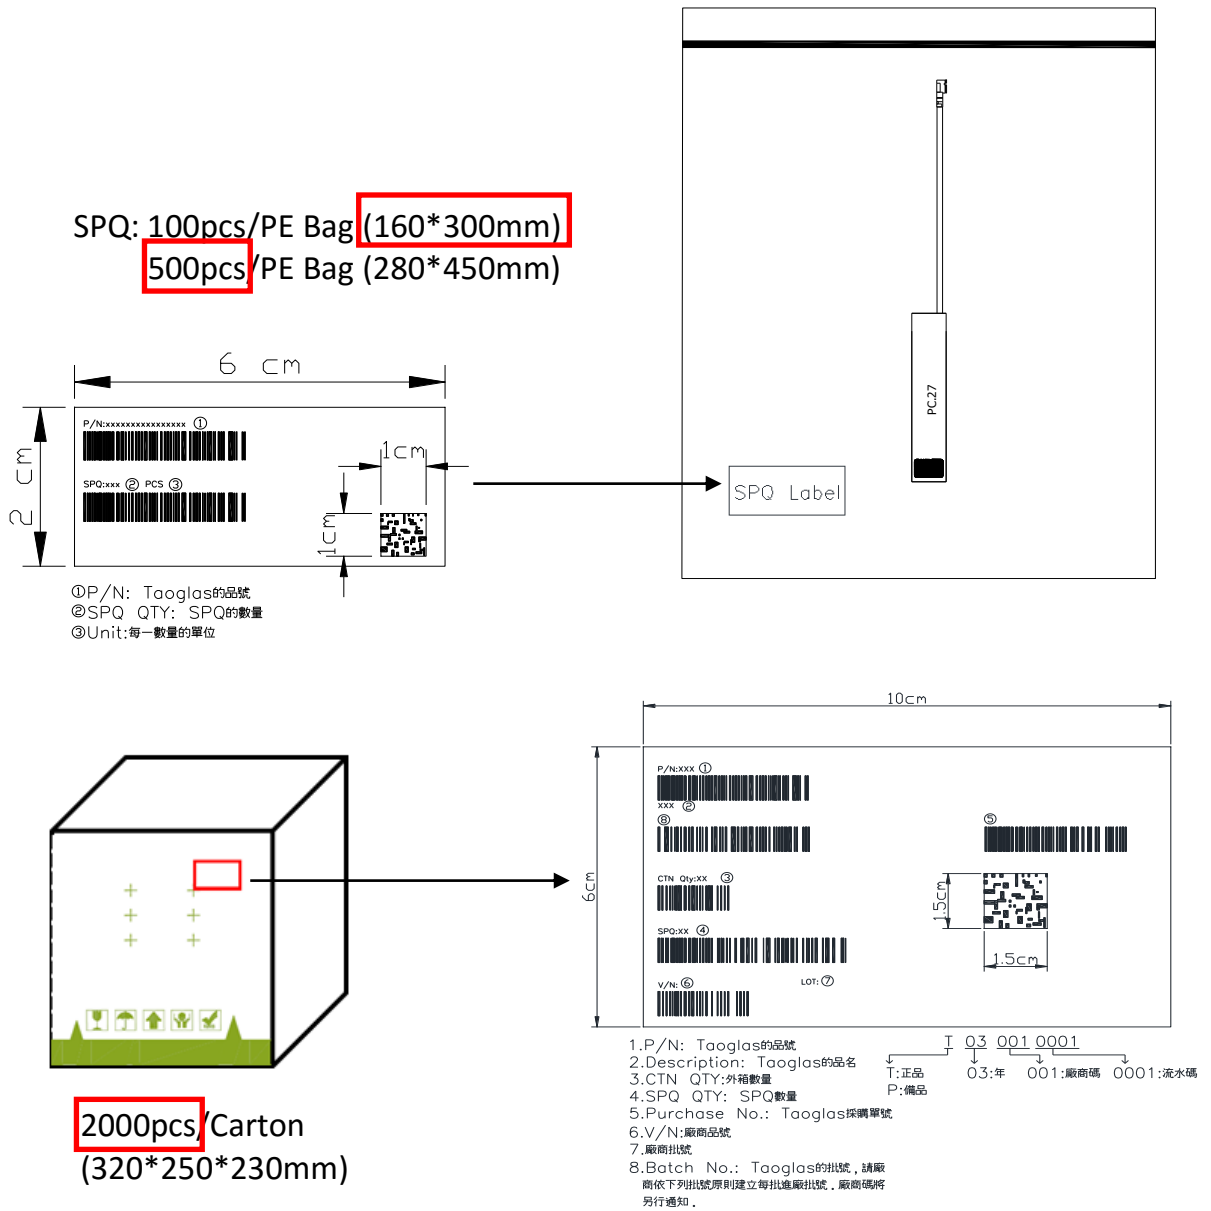 SPQ: 100pcs/PE Bag (160*300mm)
500pcs/PE Bag (280*450mm)
PC.27
SPQ Label
6 cm
2 cm
P/N:xxxxxxxxxxxxxxxx ①
SPQ:xxx ② PCS ③
1cm
1cm
①P/N: Taoglas的品號
②SPQ QTY: SPQ的數量
③Unit:每一數量的單位
2000pcs/Carton
(320*250*230mm)
10cm
6cm
P/N:xxx ①
xxx ②
⑧
⑤
CTN Qty:xx ③
SPQ:xx ④
V/N: ⑥
LOT: ⑦
1.5cm
1.5cm
1.P/N: Taoglas的品號
2.Description: Taoglas的品名
3.CTN QTY:外箱數量
4.SPQ QTY: SPQ數量
5.Purchase No.: Taoglas採購單號
6.V/N:廠商品號
7.廠商批號
8.Batch No.: Taoglas的批號，請廠
商依下列批號原則建立每批進廠批號．廠商碼將
另行通知．
T 03 001 0001
T:正品 03:年 001:廠商碼 0001:流水碼
P:備品